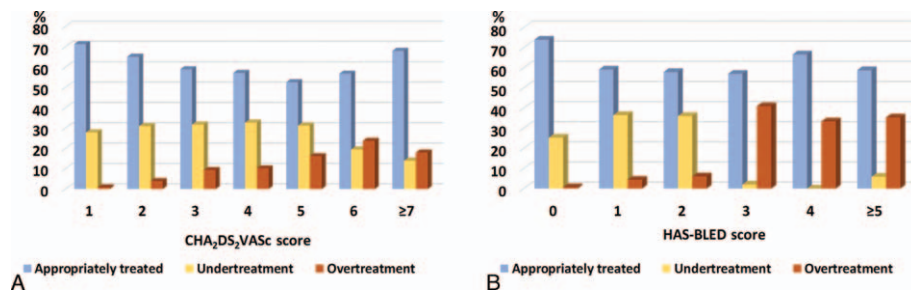 %
80
70
60
50
40
30
20
10
0
1 2 3 4 5 6 ≥7
CHA₂DS₂VASc score
Appropriately treated Undertreatment Overtreatment
A
%
80
70
60
50
40
30
20
10
0
0 1 2 3 4 ≥5
HAS-BLED score
Appropriately treated Undertreatment Overtreatment
B